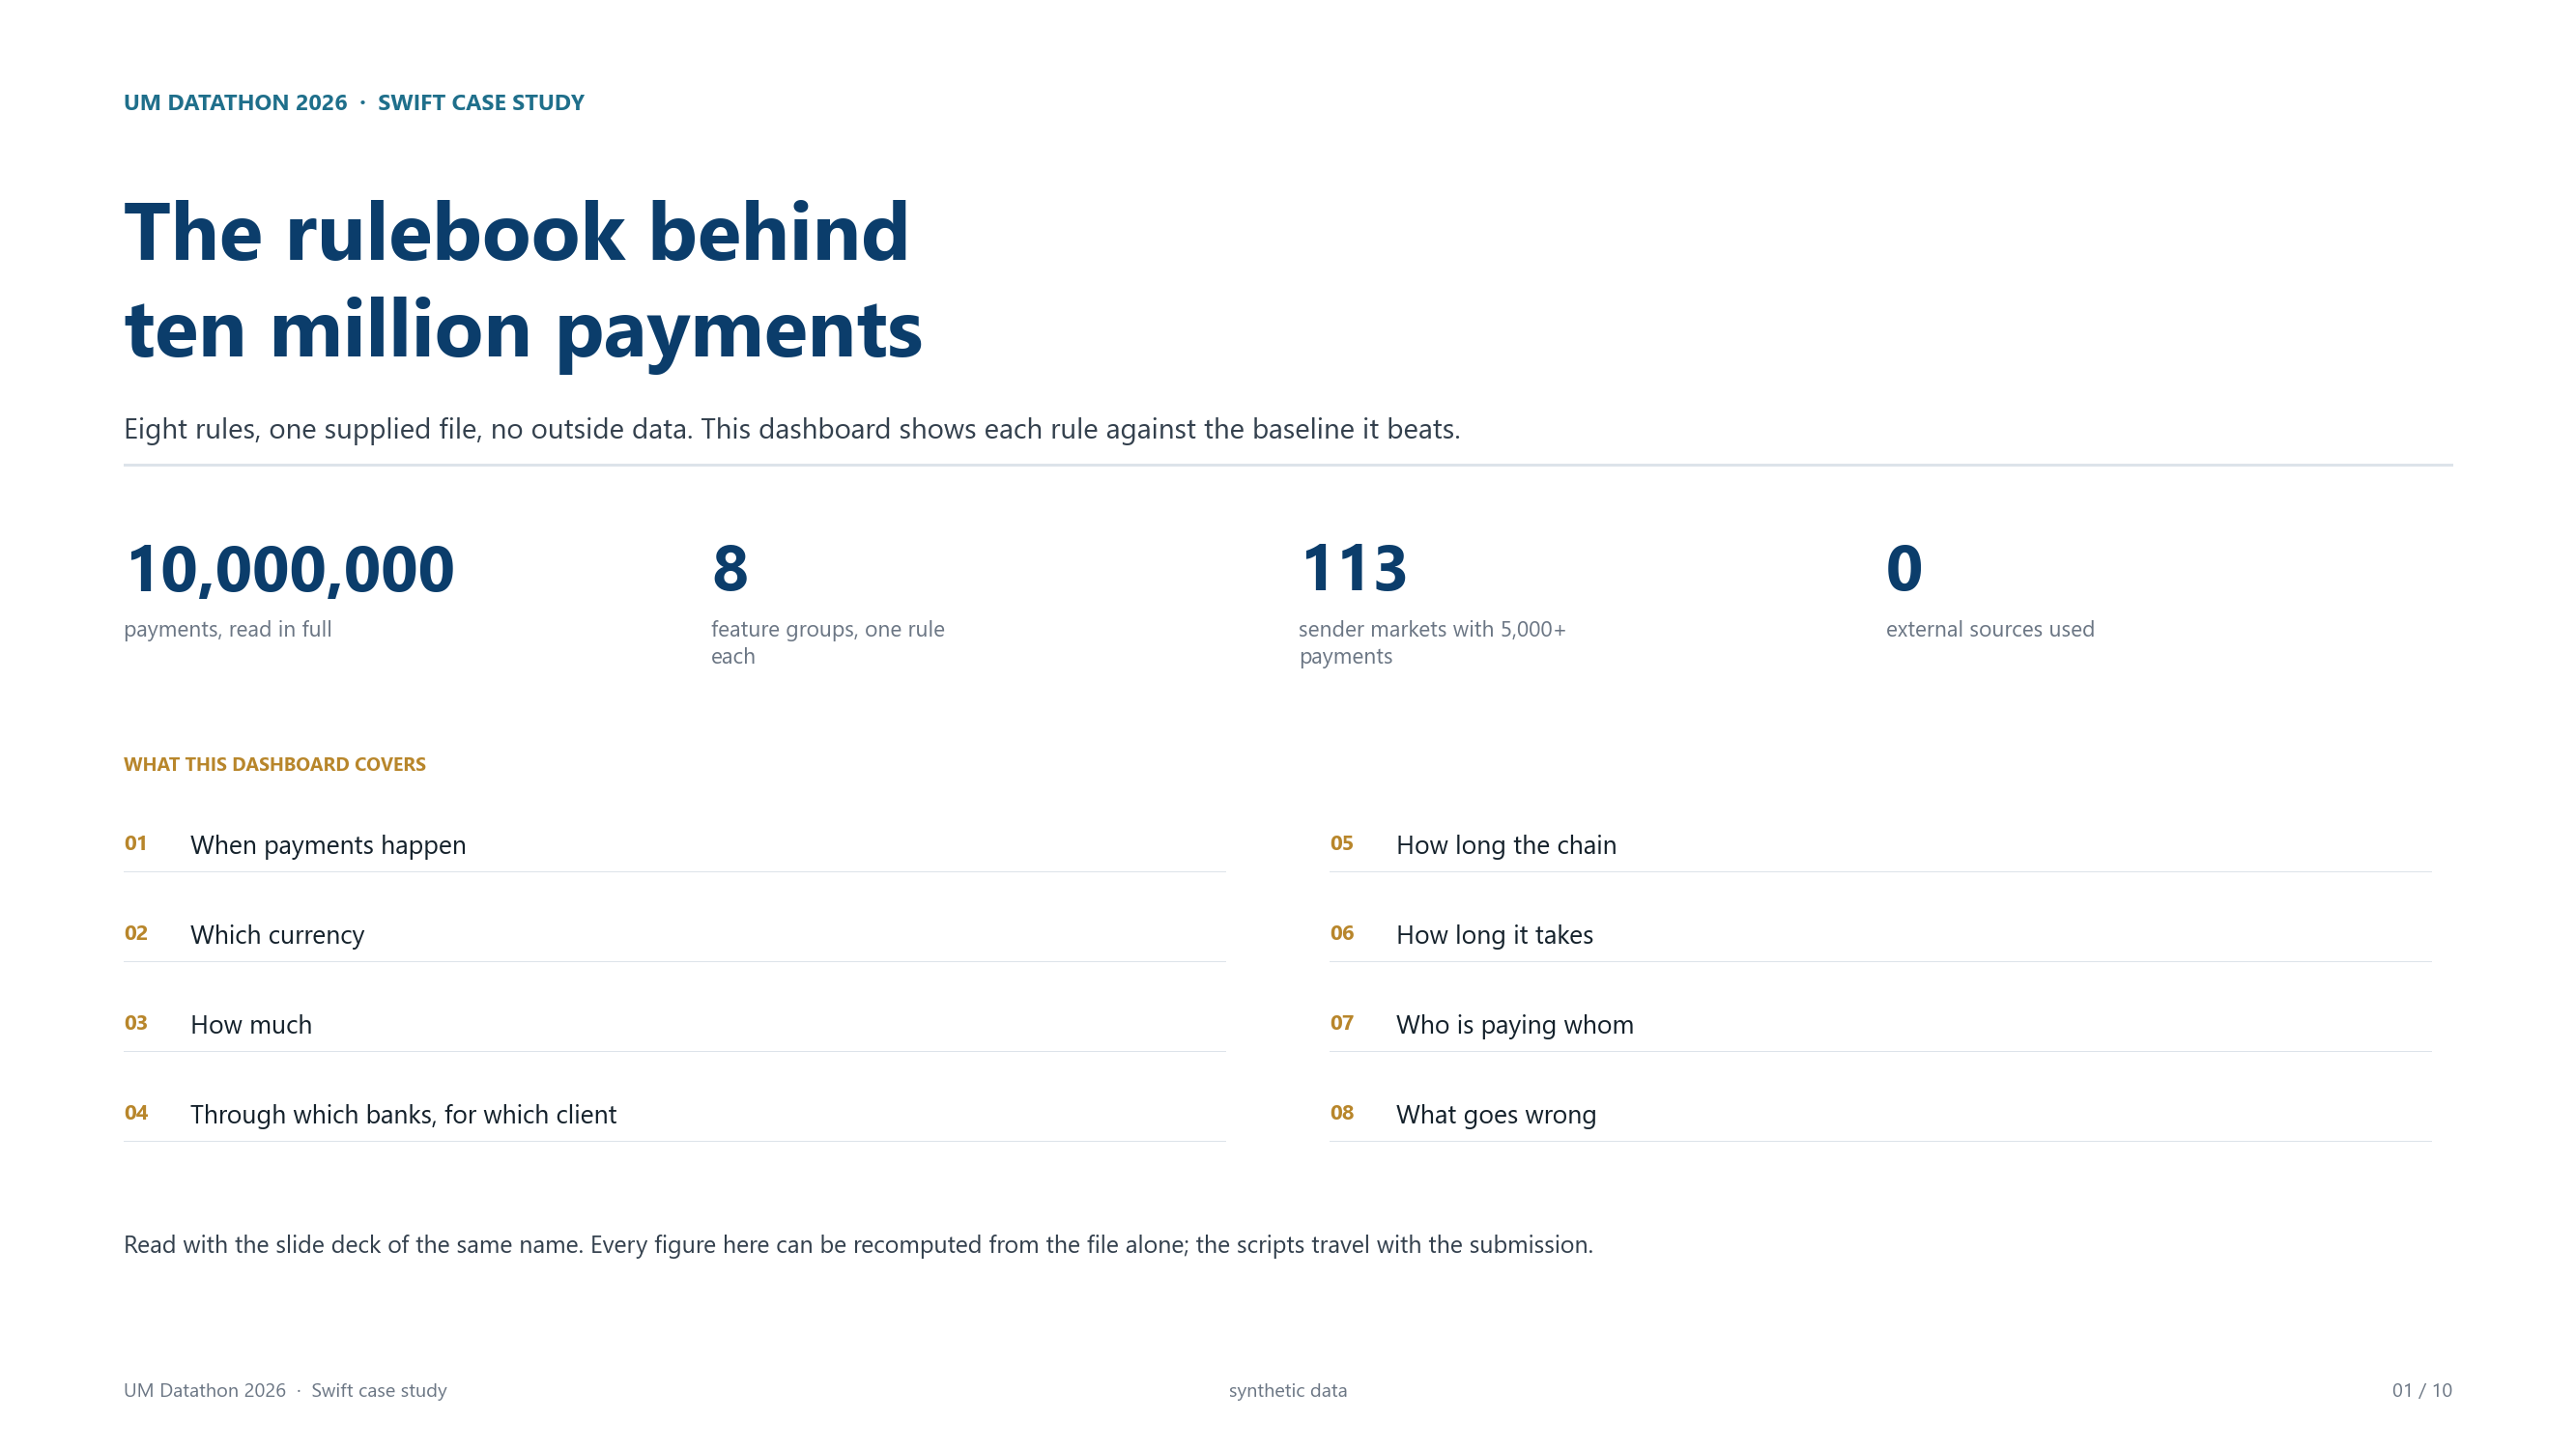 UM DATATHON 2026 · SWIFT CASE STUDY
The rulebook behind
ten million payments
Eight rules, one supplied file, no outside data. This dashboard shows each rule against the baseline it beats.
10,000,000
payments, read in full
8
feature groups, one rule
each
113
sender markets with 5,000+
payments
0
external sources used
WHAT THIS DASHBOARD COVERS
01 When payments happen
02 Which currency
03 How much
04 Through which banks, for which client
05 How long the chain
06 How long it takes
07 Who is paying whom
08 What goes wrong
Read with the slide deck of the same name. Every figure here can be recomputed from the file alone; the scripts travel with the submission.
UM Datathon 2026 · Swift case study
synthetic data
01 / 10